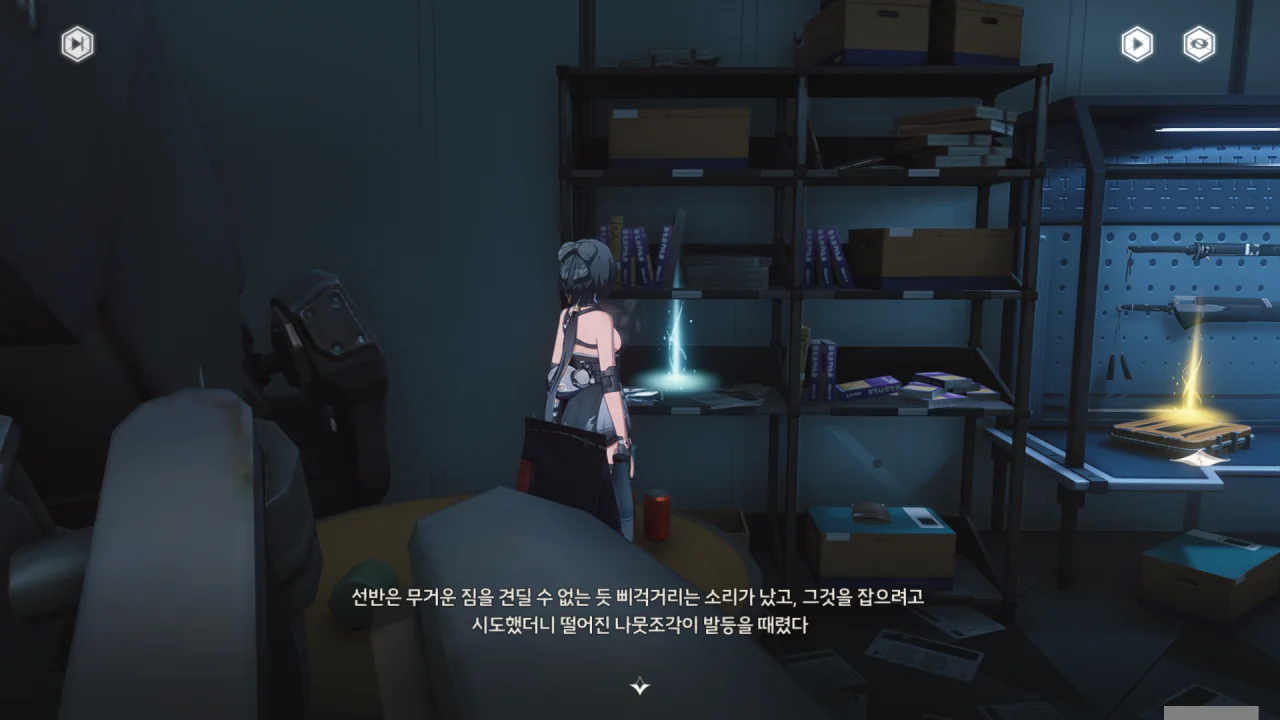 선반은 무거운 짐을 견딜 수 없는 듯 삐걱거리는 소리가 났고, 그것을 잡으려고
시도했더니 떨어진 나뭇조각이 발등을 때렸다